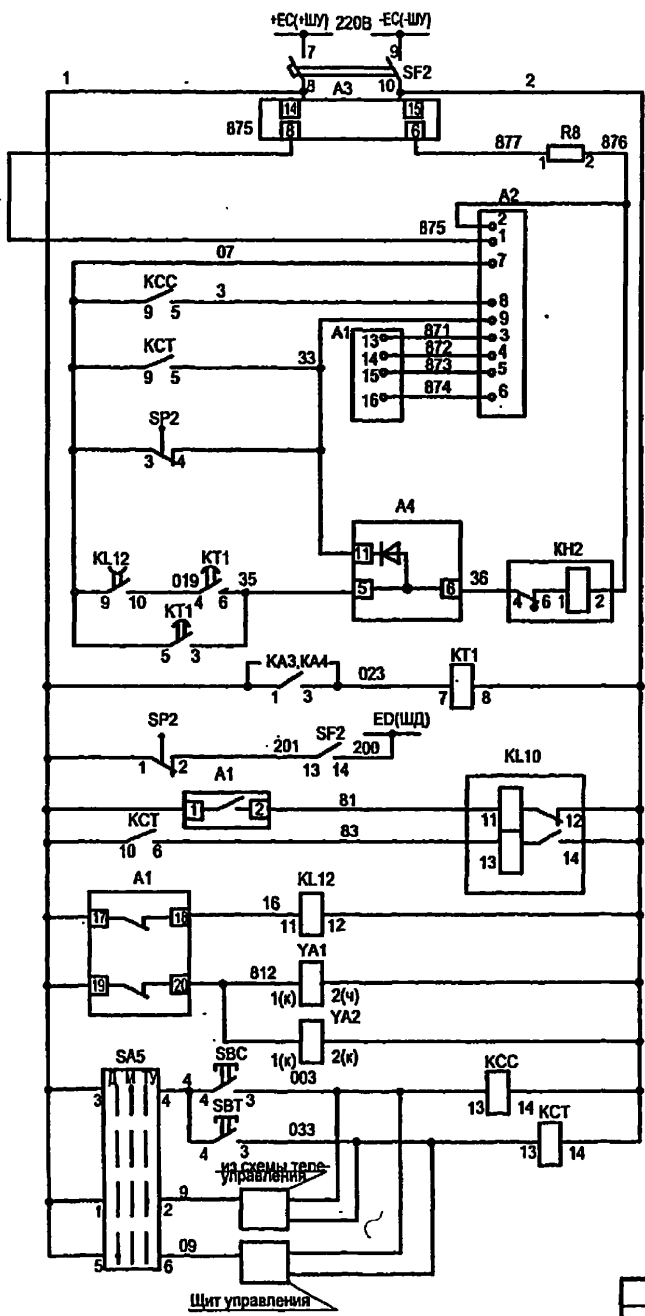 +ЕС(+ШУ) 220В -ЕС(-ШУ)
7 9
SF2
1 8 А3 10 2
14 15
875 8 6 877 R8 876
1 2
А2
2
875 1
07 7
КСС 3 8
9 5 9
КСТ А1 13 871 3
9 5 33 14 872 4
15 873 5
SP2 16 874 6
3 4
А4
KL12 КТ1 11 КН2
019 35 5 6 36
9 10 4 6 4 6 1 2
КТ1
5 3
КА3,КА4 КТ1
1 3 023 7 8
SP2 SF2 ED(ШД)
1 2 201 13 14 200
А1 KL10
1 2 81 11 12
КСТ 83
10 6 13 14
А1 KL12
17 18 16 11 12
YA1
19 20 812 1(к) 2(ч)
YA2
1(к) 2(к)
SA5 SBC
Д М ТУ 4 003 КСС
3 4 4 3 13 14
SBT 033 КСТ
4 3 13 14
из схемы теле-
управления
1 2 9
5 6 09
Щит управления